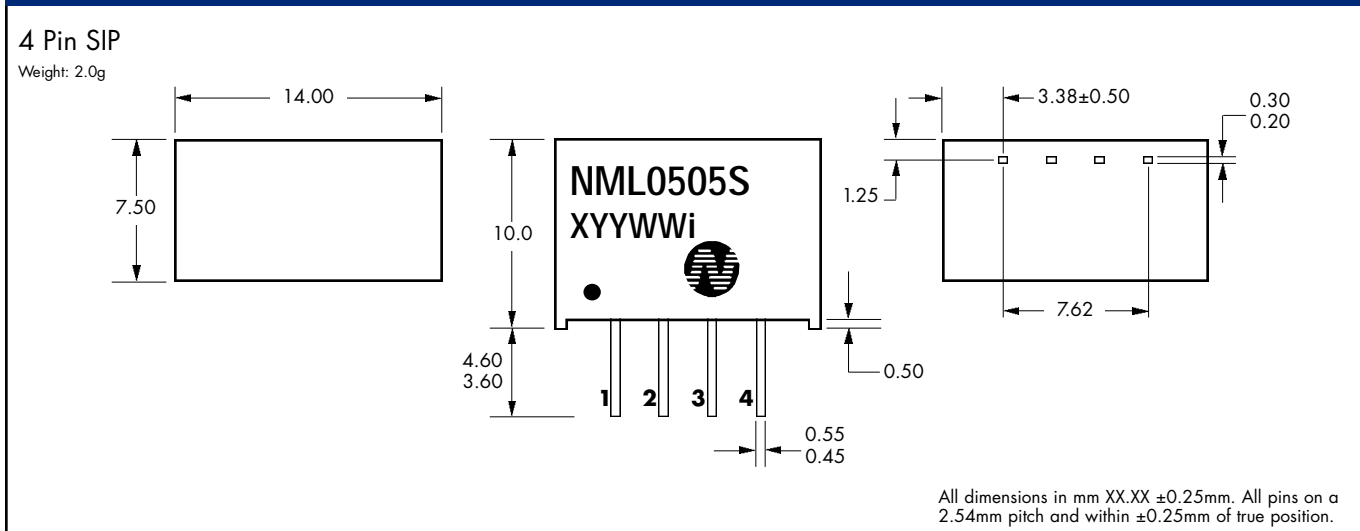 4 Pin SIP
Weight: 2.0g
14.00
7.50
NML0505S
XYYWWi
10.0
4.60
3.60
1 2 3 4
0.55
0.45
0.50
3.38±0.50
0.30
0.20
1.25
7.62
All dimensions in mm XX.XX ±0.25mm. All pins on a
2.54mm pitch and within ±0.25mm of true position.